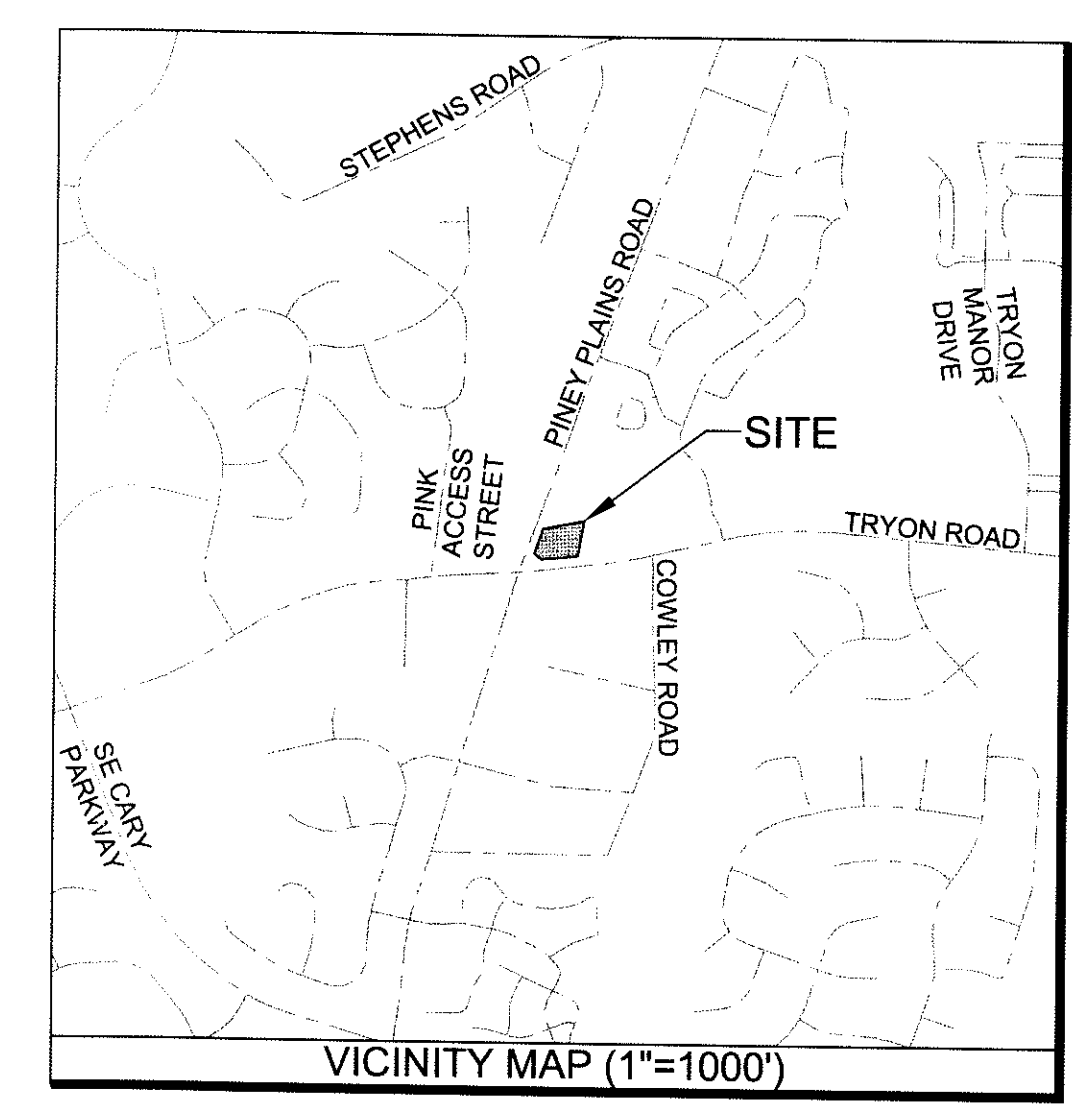 STEPHENS ROAD
PINEY PLAINS ROAD
TRYON
MANOR
DRIVE
SITE
PINK
ACCESS
STREET
TRYON ROAD
COWLEY ROAD
SE CARY
PARKWAY
VICINITY MAP (1"=1000')